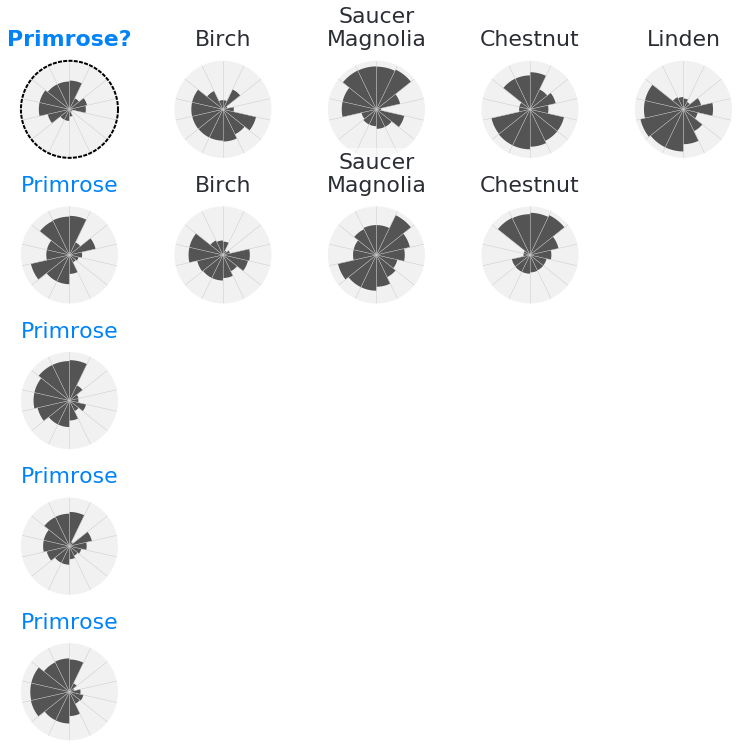 Primrose?
Birch
Saucer
Magnolia
Chestnut
Linden
Primrose
Birch
Saucer
Magnolia
Chestnut
Primrose
Primrose
Primrose